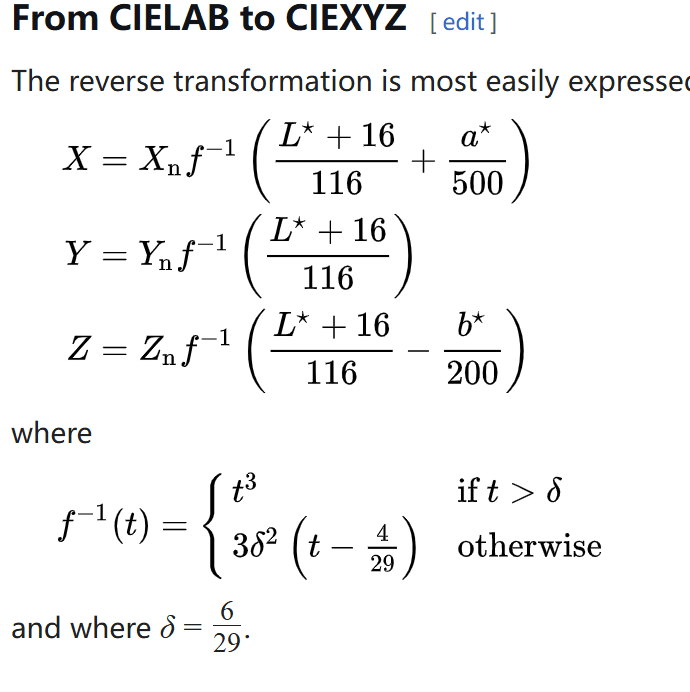 From CIELAB to CIEXYZ [ edit ]
The reverse transformation is most easily expressed
X = Xₙ f⁻¹ ( (L⋆ + 16)/116 + a⋆/500 )
Y = Yₙ f⁻¹ ( (L⋆ + 16)/116 )
Z = Zₙ f⁻¹ ( (L⋆ + 16)/116 − b⋆/200 )
where
f⁻¹(t) = { t³ if t > δ
3δ² ( t − 4/29 ) otherwise
and where δ = 6/29.